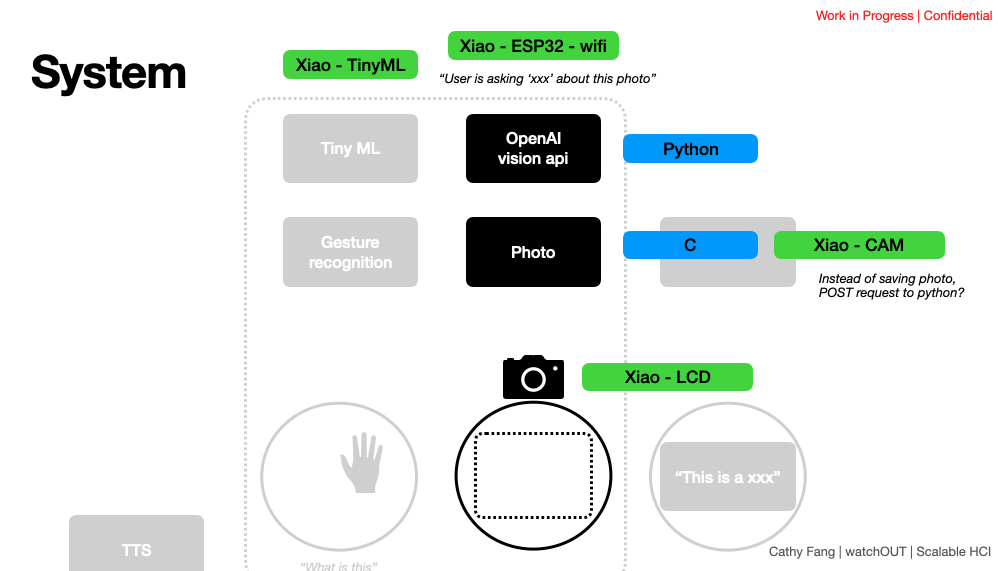 Work in Progress | Confidential
System
Xiao - TinyML
Xiao - ESP32 - wifi
“User is asking ‘xxx’ about this photo”
Tiny ML
OpenAI
vision api
Python
Gesture
recognition
Photo
C
Xiao - CAM
Instead of saving photo,
POST request to python?
Xiao - LCD
“This is a xxx”
TTS
Cathy Fang | watchOUT | Scalable HCI
“What is this”